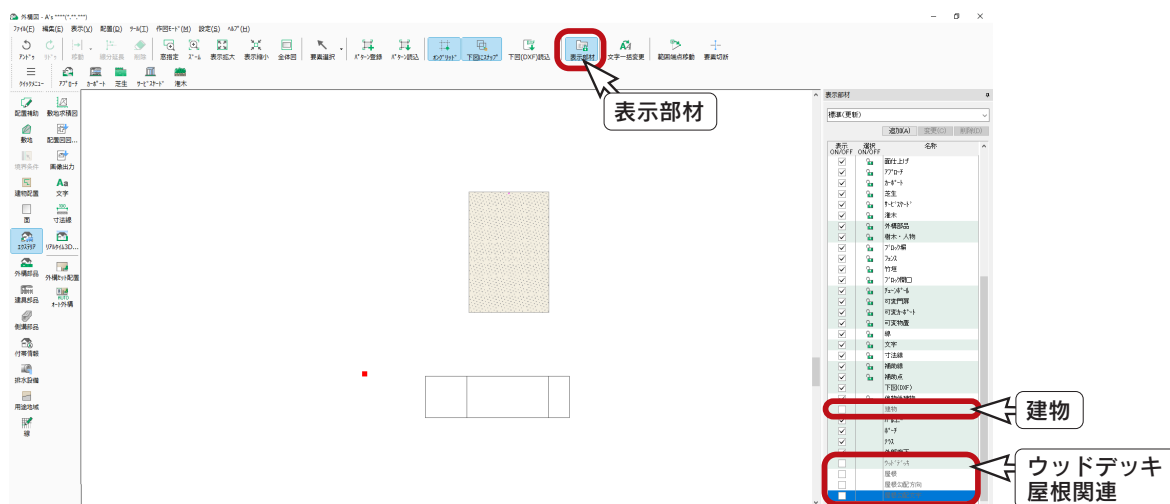 外構図 - A's ****(*.**.**)
ﾌｧｲﾙ(F) 編集(E) 表示(V) 配置(D) ﾂｰﾙ(T) 作図ﾓｰﾄﾞ(M) 設定(S) ﾍﾙﾌﾟ(H)
ｱﾝﾄﾞｩ ﾘﾄﾞｩ 移動 部分延長 削除 窓指定 ｽﾞｰﾑ 表示拡大 表示縮小 全体図 要素選択 ﾊﾟﾀｰﾝ登録 ﾊﾟﾀｰﾝ読込 ｵﾝｸﾞﾘｯﾄﾞ 下図にｽﾅｯﾌﾟ 下図(DXF)読込 表示部材 文字一括変更 範囲端点移動 要素切断
ｸｲｯｸﾒﾆｭｰ ｱﾌﾟﾛｰﾁ ｶｰﾎﾟｰﾄ 芝生 ｻｰﾋﾞｽﾔｰﾄﾞ 灌木
表示部材
配置補助 敷地求積図
敷地 配置図図...
境界条件 画像出力
建物配置 文字
面 寸法線
ｴｸｽﾃﾘｱ ﾘｱﾙﾀｲﾑ3D...
外構部品 外構ｾｯﾄ配置
建具部品 ｵｰﾄ外構
側溝部品
付帯情報
排水設備
用途地域
線
表示部材
標準(更新)
追加(A) 変更(C) 削除(D)
表示 ON/OFF 選択 ON/OFF 名称
面仕上げ
ｱﾌﾟﾛｰﾁ
ｶｰﾎﾟｰﾄ
芝生
ｻｰﾋﾞｽﾔｰﾄﾞ
灌木
外構部品
樹木・人物
ﾌﾞﾛｯｸ塀
ﾌｪﾝｽ
竹垣
ﾌﾞﾛｯｸ開口
ﾁｪｰﾝﾎﾟｰﾙ
可変門扉
可変ｶｰﾎﾟｰﾄ
可変物置
線
文字
寸法線
補助線
補助点
下図(DXF)
建物
ﾎﾟｰﾁ
ﾃﾗｽ
ｳｯﾄﾞﾃﾞｯｷ
屋根
屋根勾配方向
建物
ウッドデッキ
屋根関連